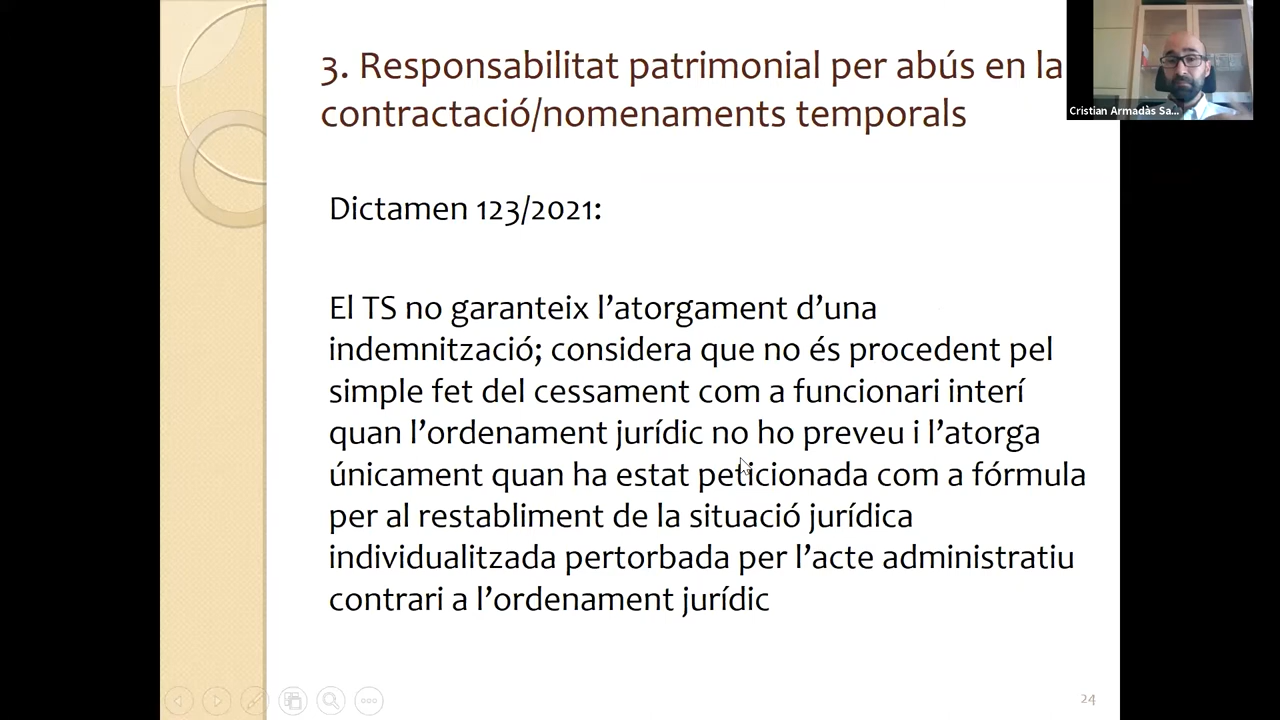 3. Responsabilitat patrimonial per abús en la
contractació/nomenaments temporals
Cristian Armadàs Sa...
Dictamen 123/2021:
El TS no garanteix l’atorgament d’una
indemnització; considera que no és procedent pel
simple fet del cessament com a funcionari interí
quan l’ordenament jurídic no ho preveu i l’atorga
únicament quan ha estat peticionada com a fórmula
per al restabliment de la situació jurídica
individualitzada pertorbada per l’acte administratiu
contrari a l’ordenament jurídic
24